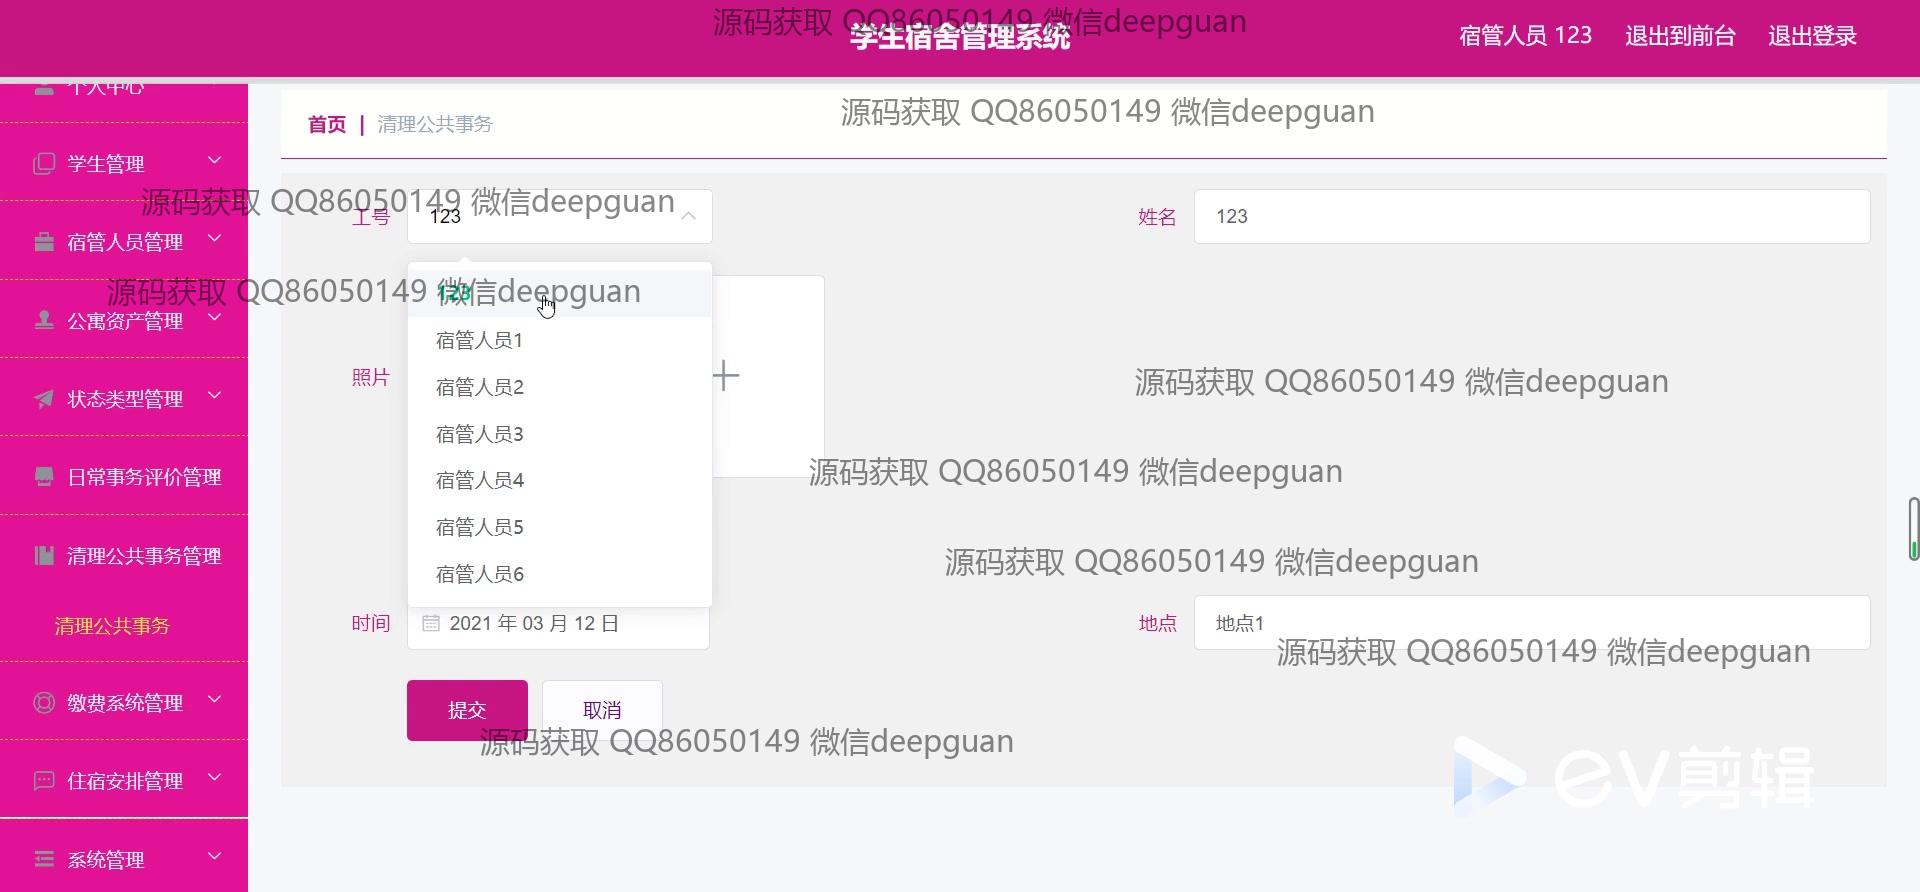 源码获取 QQ86050149 微信deepguan
学生宿舍管理系统
宿管人员 123
退出到前台
退出登录
个人中心
首页 | 清理公共事务
源码获取 QQ86050149 微信deepguan
学生管理
源码获取 QQ86050149 微信deepguan
工号
123
姓名
123
宿管人员管理
源码获取 QQ86050149 微信deepguan
123
公寓资产管理
宿管人员1
照片
宿管人员2
源码获取 QQ86050149 微信deepguan
状态类型管理
宿管人员3
日常事务评价管理
宿管人员4
源码获取 QQ86050149 微信deepguan
宿管人员5
清理公共事务管理
源码获取 QQ86050149 微信deepguan
宿管人员6
清理公共事务
时间
2021 年 03 月 12 日
地点
地点1
源码获取 QQ86050149 微信deepguan
缴费系统管理
提交
取消
源码获取 QQ86050149 微信deepguan
住宿安排管理
EV剪辑
系统管理